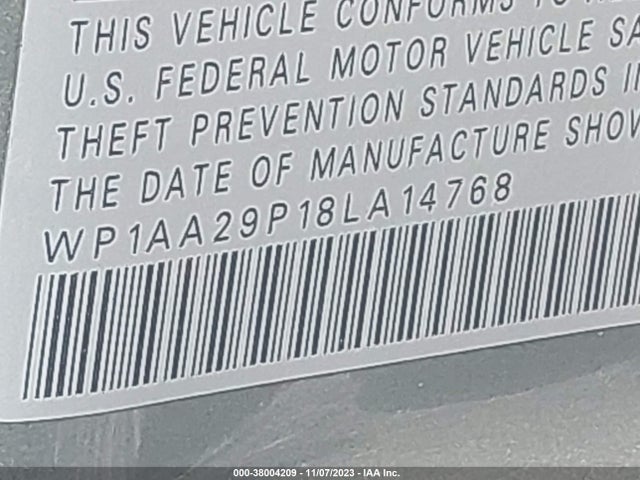 THIS VEHICLE CONFORMS TO
U.S. FEDERAL MOTOR VEHICLE
THEFT PREVENTION STANDARDS
THE DATE OF MANUFACTURE
WP1AA29P18LA14768
000-38004209 - 11/07/2023 - IAA Inc.